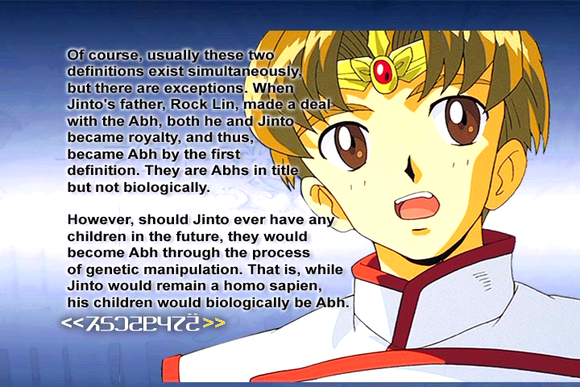 Of course, usually these two
definitions exist simultaneously,
but there are exceptions. When
Jinto's father, Rock Lin, made a deal
with the Abh, both he and Jinto
became royalty, and thus,
became Abh by the first
definition. They are Abhs in title
but not biologically.
However, should Jinto ever have any
children in the future, they would
become Abh through the process
of genetic manipulation. That is, while
Jinto would remain a homo sapien,
his children would biologically be Abh.
<< >>